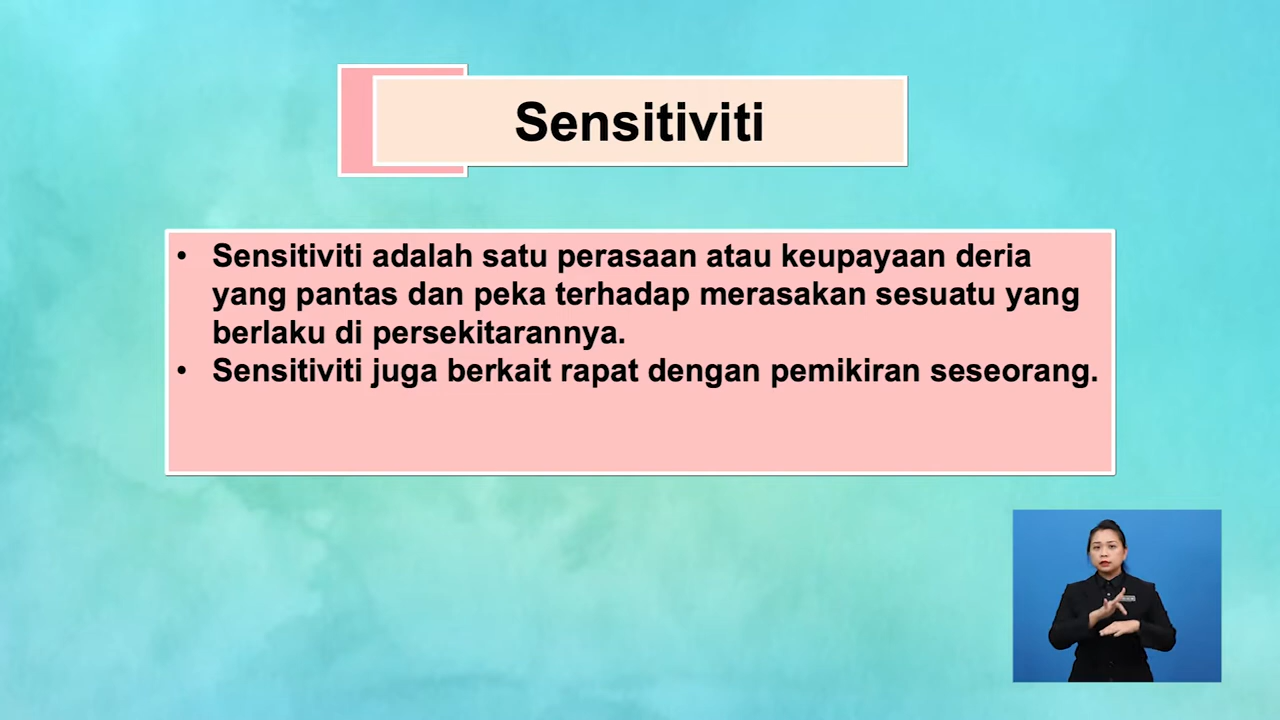 Sensitiviti
• Sensitiviti adalah satu perasaan atau keupayaan deria
yang pantas dan peka terhadap merasakan sesuatu yang
berlaku di persekitarannya.
• Sensitiviti juga berkait rapat dengan pemikiran seseorang.